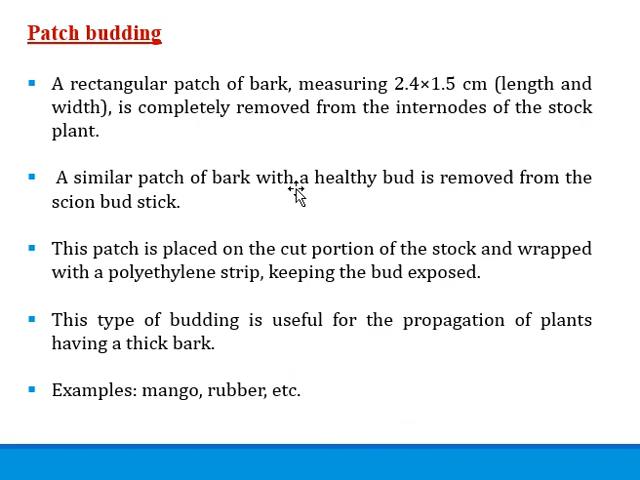 Patch budding
▪ A rectangular patch of bark, measuring 2.4×1.5 cm (length and
width), is completely removed from the internodes of the stock
plant.
▪ A similar patch of bark with a healthy bud is removed from the
scion bud stick.
▪ This patch is placed on the cut portion of the stock and wrapped
with a polyethylene strip, keeping the bud exposed.
▪ This type of budding is useful for the propagation of plants
having a thick bark.
▪ Examples: mango, rubber, etc.